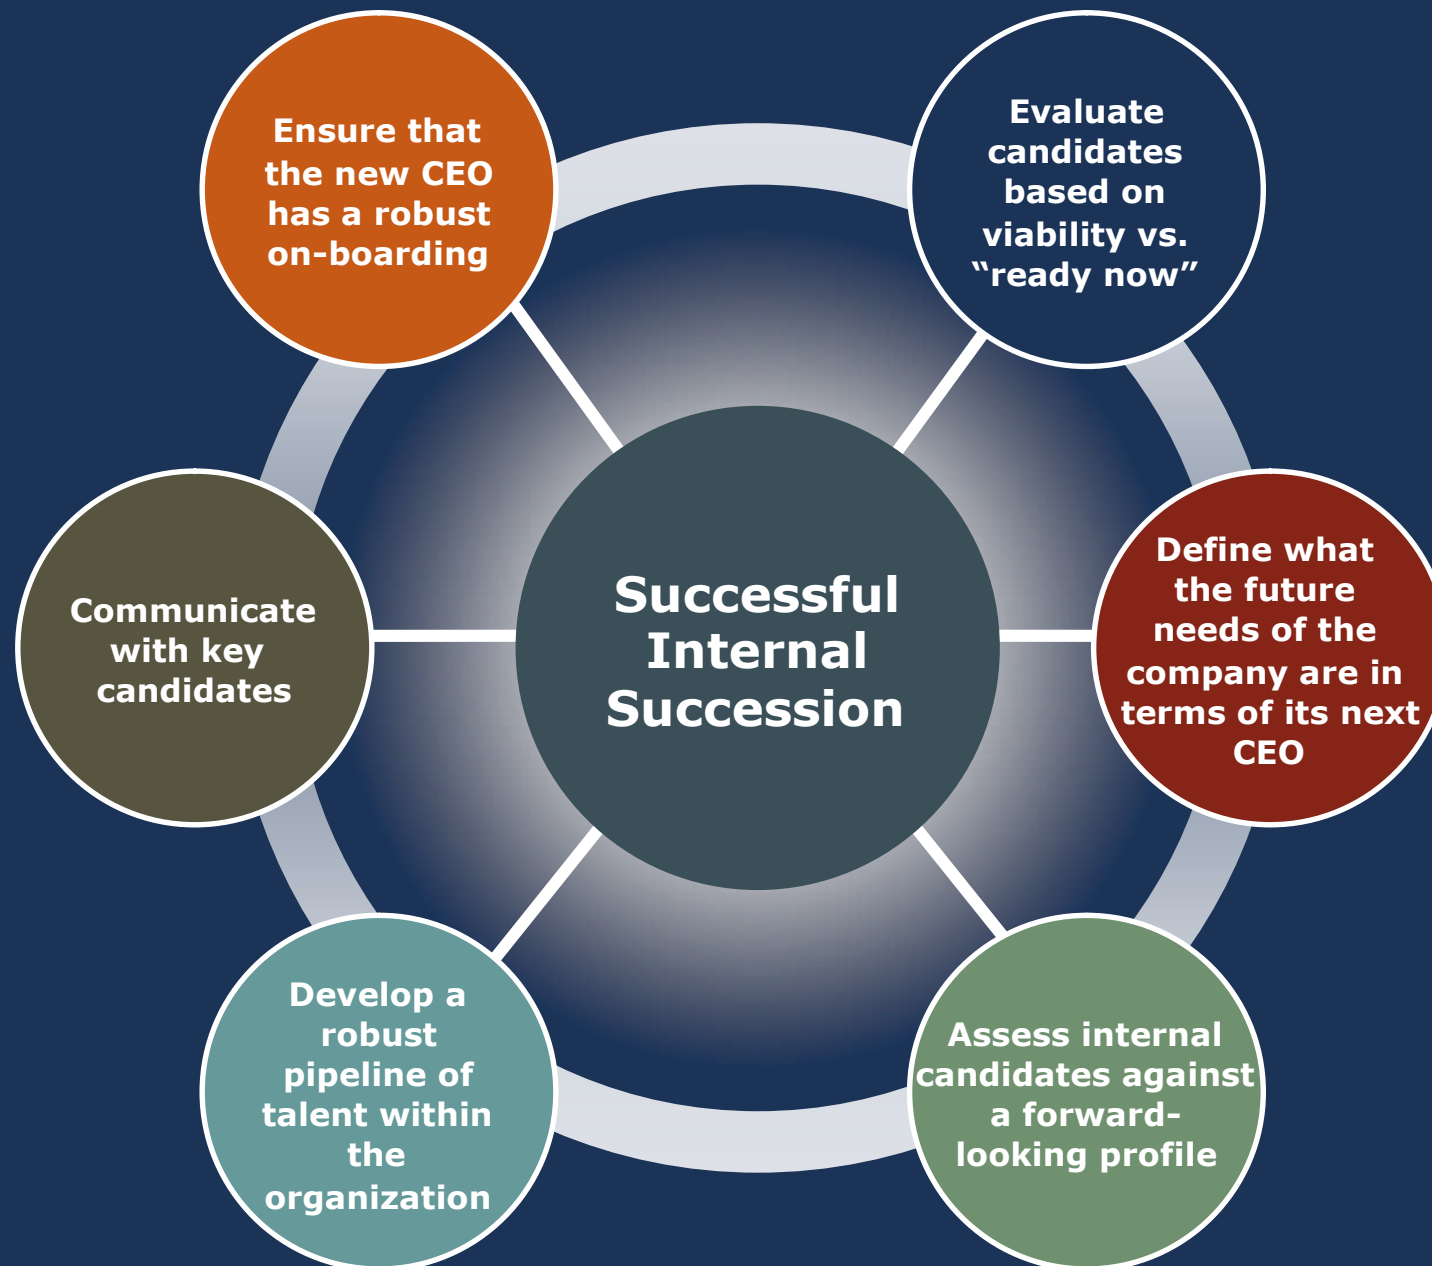 Ensure that
the new CEO
has a robust
on-boarding
Evaluate
candidates
based on
viability vs.
“ready now”
Communicate
with key
candidates
Successful
Internal
Succession
Define what
the future
needs of the
company are in
terms of its next
CEO
Develop a
robust
pipeline of
talent within
the
organization
Assess internal
candidates against
a forward-
looking profile